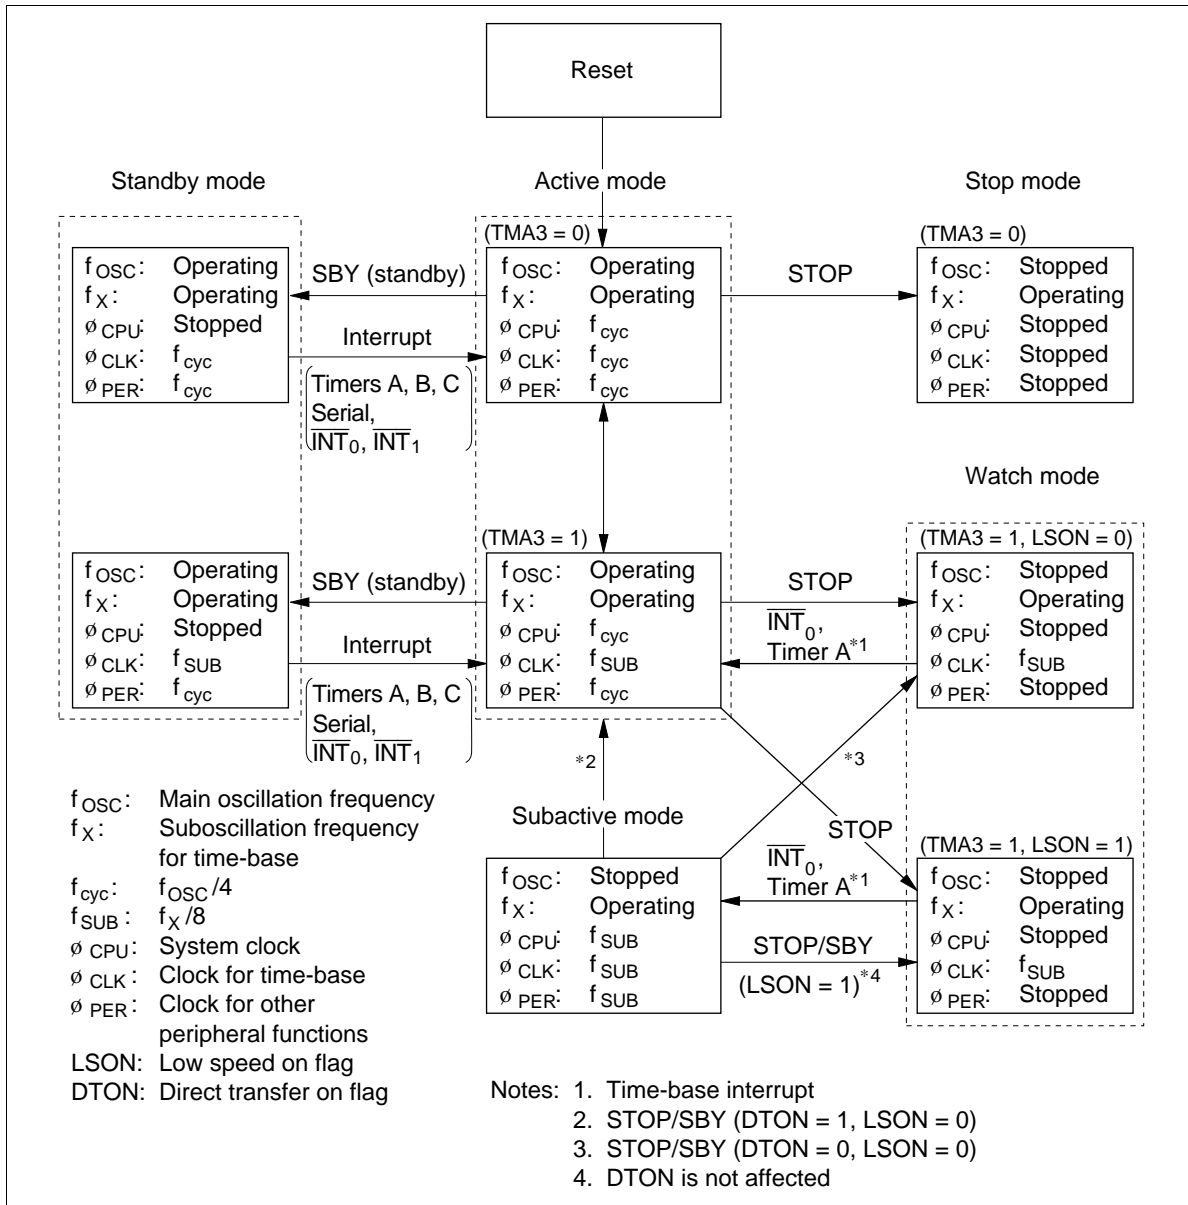 Reset
Standby mode
Active mode
Stop mode
(TMA3 = 0)
(TMA3 = 0)
fOSC: Operating
fX: Operating
øCPU: Stopped
øCLK: fcyc
øPER: fcyc
SBY (standby)
Interrupt
Timers A, B, C
Serial,
INT0, INT1
fOSC: Operating
fX: Operating
øCPU: fcyc
øCLK: fcyc
øPER: fcyc
STOP
fOSC: Stopped
fX: Operating
øCPU: Stopped
øCLK: Stopped
øPER: Stopped
Watch mode
(TMA3 = 1)
(TMA3 = 1, LSON = 0)
fOSC: Operating
fX: Operating
øCPU: Stopped
øCLK: fSUB
øPER: fcyc
SBY (standby)
Interrupt
Timers A, B, C
Serial,
INT0, INT1
fOSC: Operating
fX: Operating
øCPU: fcyc
øCLK: fSUB
øPER: fcyc
STOP
INT0,
Timer A*1
fOSC: Stopped
fX: Operating
øCPU: Stopped
øCLK: fSUB
øPER: Stopped
*2
*3
Subactive mode
STOP
(TMA3 = 1, LSON = 1)
fOSC: Stopped
fX: Operating
øCPU: fSUB
øCLK: fSUB
øPER: fSUB
INT0,
Timer A*1
STOP/SBY
(LSON = 1)*4
fOSC: Stopped
fX: Operating
øCPU: Stopped
øCLK: fSUB
øPER: Stopped
fOSC: Main oscillation frequency
fX: Suboscillation frequency
for time-base
fcyc: fOSC/4
fSUB: fX/8
øCPU: System clock
øCLK: Clock for time-base
øPER: Clock for other
peripheral functions
LSON: Low speed on flag
DTON: Direct transfer on flag
Notes: 1. Time-base interrupt
2. STOP/SBY (DTON = 1, LSON = 0)
3. STOP/SBY (DTON = 0, LSON = 0)
4. DTON is not affected